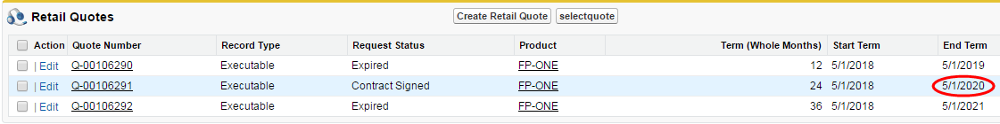 Retail Quotes Create Retail Quote selectquote
Action Quote Number Record Type Request Status Product Term (Whole Months) Start Term End Term
| Edit Q-00106290 Executable Expired FP-ONE 12 5/1/2018 5/1/2019
| Edit Q-00106291 Executable Contract Signed FP-ONE 24 5/1/2018 5/1/2020
| Edit Q-00106292 Executable Expired FP-ONE 36 5/1/2018 5/1/2021